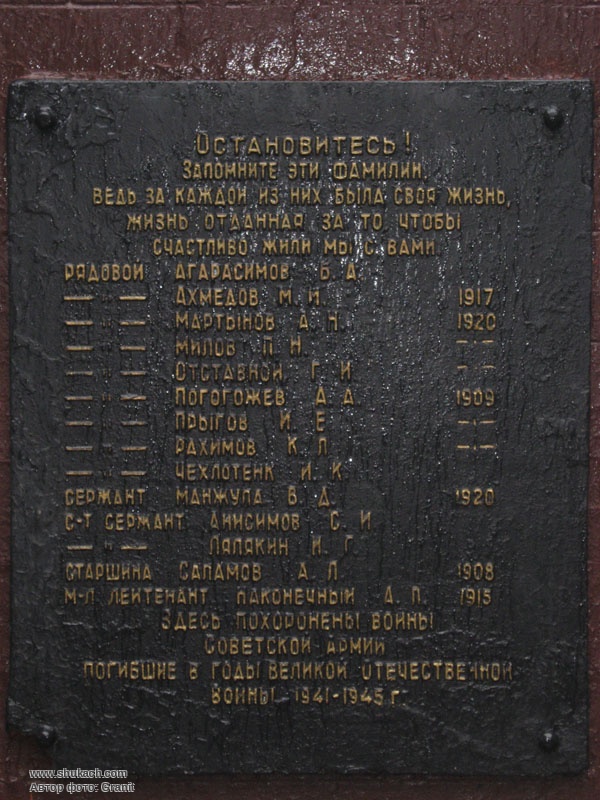 Остановитесь!
Запомните эти фамилии.
Ведь за каждой из них была своя жизнь,
жизнь отданная за то чтобы
счастливо жили мы с вами
рядовой Агарасимов Б А
— " — Ахмедов М И 1917
— " — Мартынов А Н 1920
— " — Милов П Н — " —
— " — Отставной Г И — " —
— " — Погогожев А А 1909
— " — Прыгов И Е — " —
— " — Рахимов К Л
— " — Чехлотенк И К
сержант Манжула В Д 1920
с-т сержант Анисимов С И
— " — Лялякин И Г
старшина Сапамов А Л 1908
м-л лейтенант Лаконечный А П 1915
Здесь похоронены воины
Советской Армии
погибшие в годы Великой Отечественной
войны 1941-1945 г
www.shukach.com
Автор фото: Granit